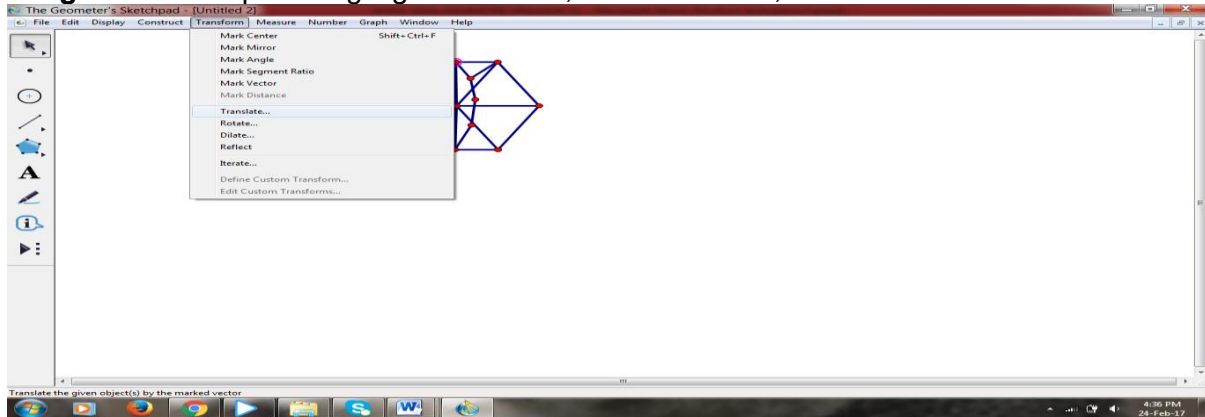 The Geometer's Sketchpad - [Untitled 2]
File Edit Display Construct Transform Measure Number Graph Window Help
Mark Center Shift+Ctrl+F
Mark Mirror
Mark Angle
Mark Segment Ratio
Mark Vector
Mark Distance
Translate...
Rotate...
Dilate...
Reflect
Iterate...
Define Custom Transform...
Edit Custom Transforms...
A
Translate the given object(s) by the marked vector
4:36 PM
24-Feb-17